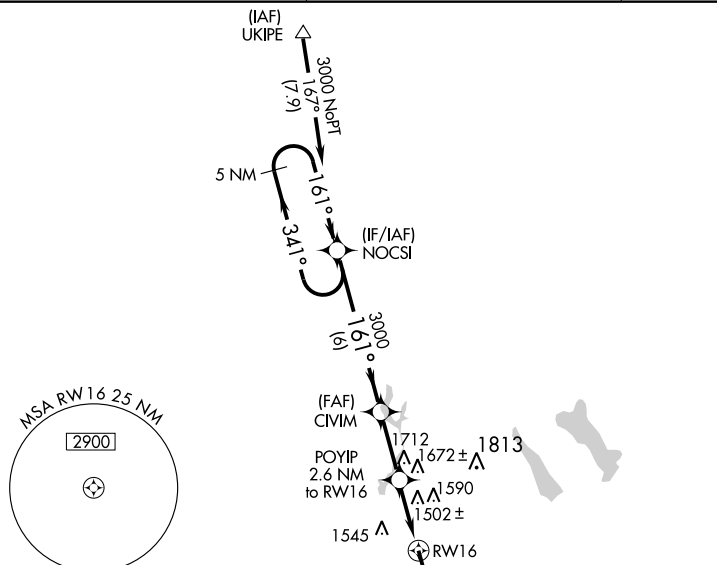 (IAF)
UKIPE
3000 NoPT
167°
(7.9)
5 NM
161°
341°
(IF/IAF)
NOCSI
3000
161°
(6)
(FAF)
CIVIM
MSA RW16 25 NM
2900
1712
1672 ±
1813
POYIP
2.6 NM
to RW16
1590
1502 ±
1545
RW16